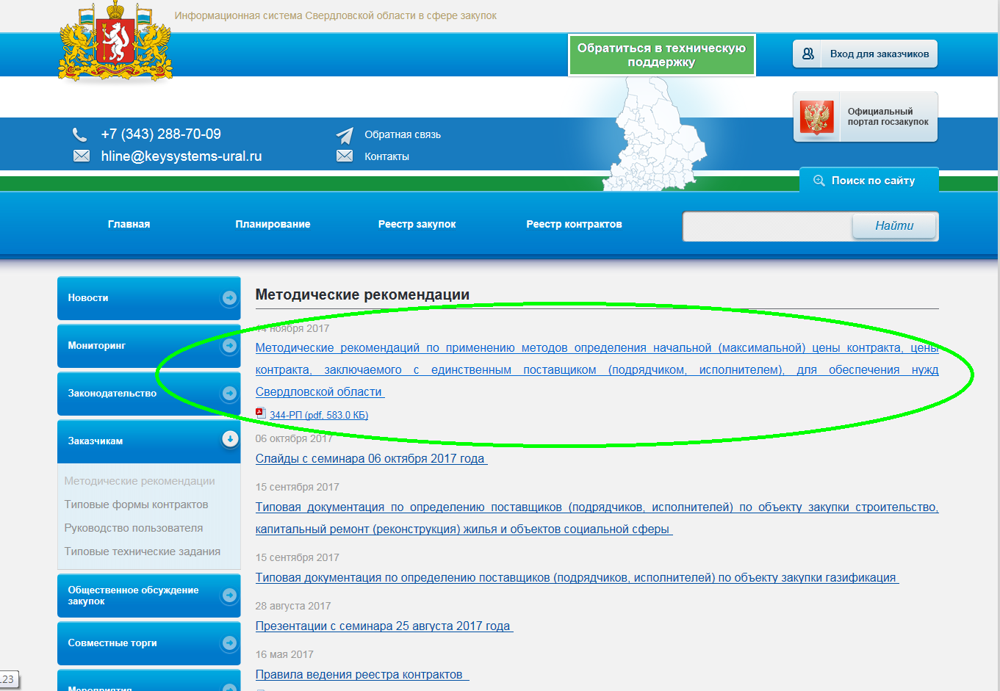 Информационная система Свердловской области в сфере закупок
Обратиться в техническую
поддержку
Вход для заказчиков
Официальный
портал госзакупок
+7 (343) 288-70-09
hline@keysystems-ural.ru
Обратная связь
Контакты
Поиск по сайту
Главная
Планирование
Реестр закупок
Реестр контрактов
Найти
Новости
Мониторинг
Законодательство
Заказчикам
Методические рекомендации
Типовые формы контрактов
Руководство пользователя
Типовые технические задания
Общественное обсуждение
закупок
Совместные торги
Мероприятия
Методические рекомендации
14 ноября 2017
Методические рекомендаций по применению методов определения начальной (максимальной) цены контракта, цены
контракта, заключаемого с единственным поставщиком (подрядчиком, исполнителем), для обеспечения нужд
Свердловской области
344-РП (pdf, 583.0 КБ)
06 октября 2017
Слайды с семинара 06 октября 2017 года
15 сентября 2017
Типовая документация по определению поставщиков (подрядчиков, исполнителей) по объекту закупки строительство,
капитальный ремонт (реконструкция) жилья и объектов социальной сферы
15 сентября 2017
Типовая документация по определению поставщиков (подрядчиков, исполнителей) по объекту закупки газификация
28 августа 2017
Презентации с семинара 25 августа 2017 года
16 мая 2017
Правила ведения реестра контрактов
.23